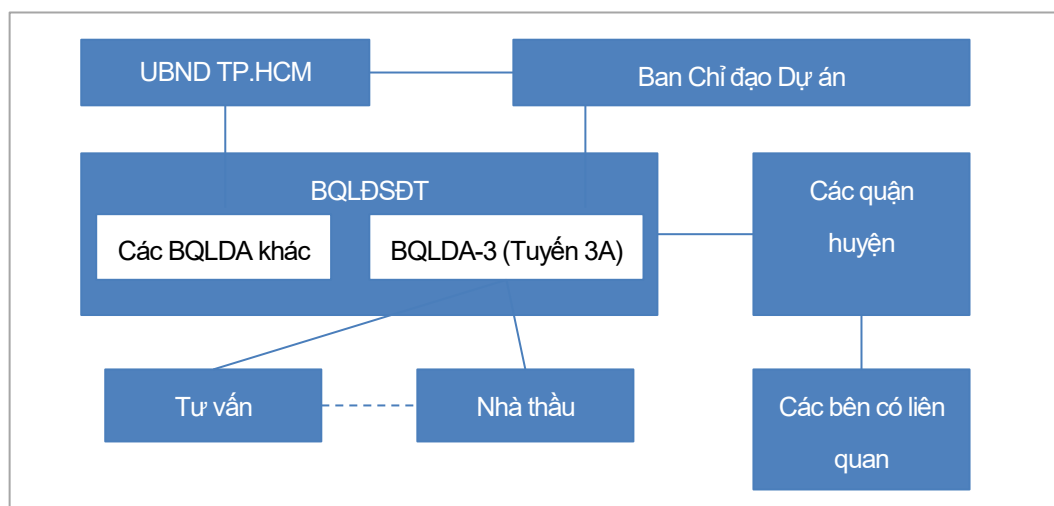 UBND TP.HCM
Ban Chỉ đạo Dự án
BQLĐSĐT
Các BQLDA khác
BQLDA-3 (Tuyến 3A)
Các quận
huyện
Tư vấn
Nhà thầu
Các bên có liên
quan